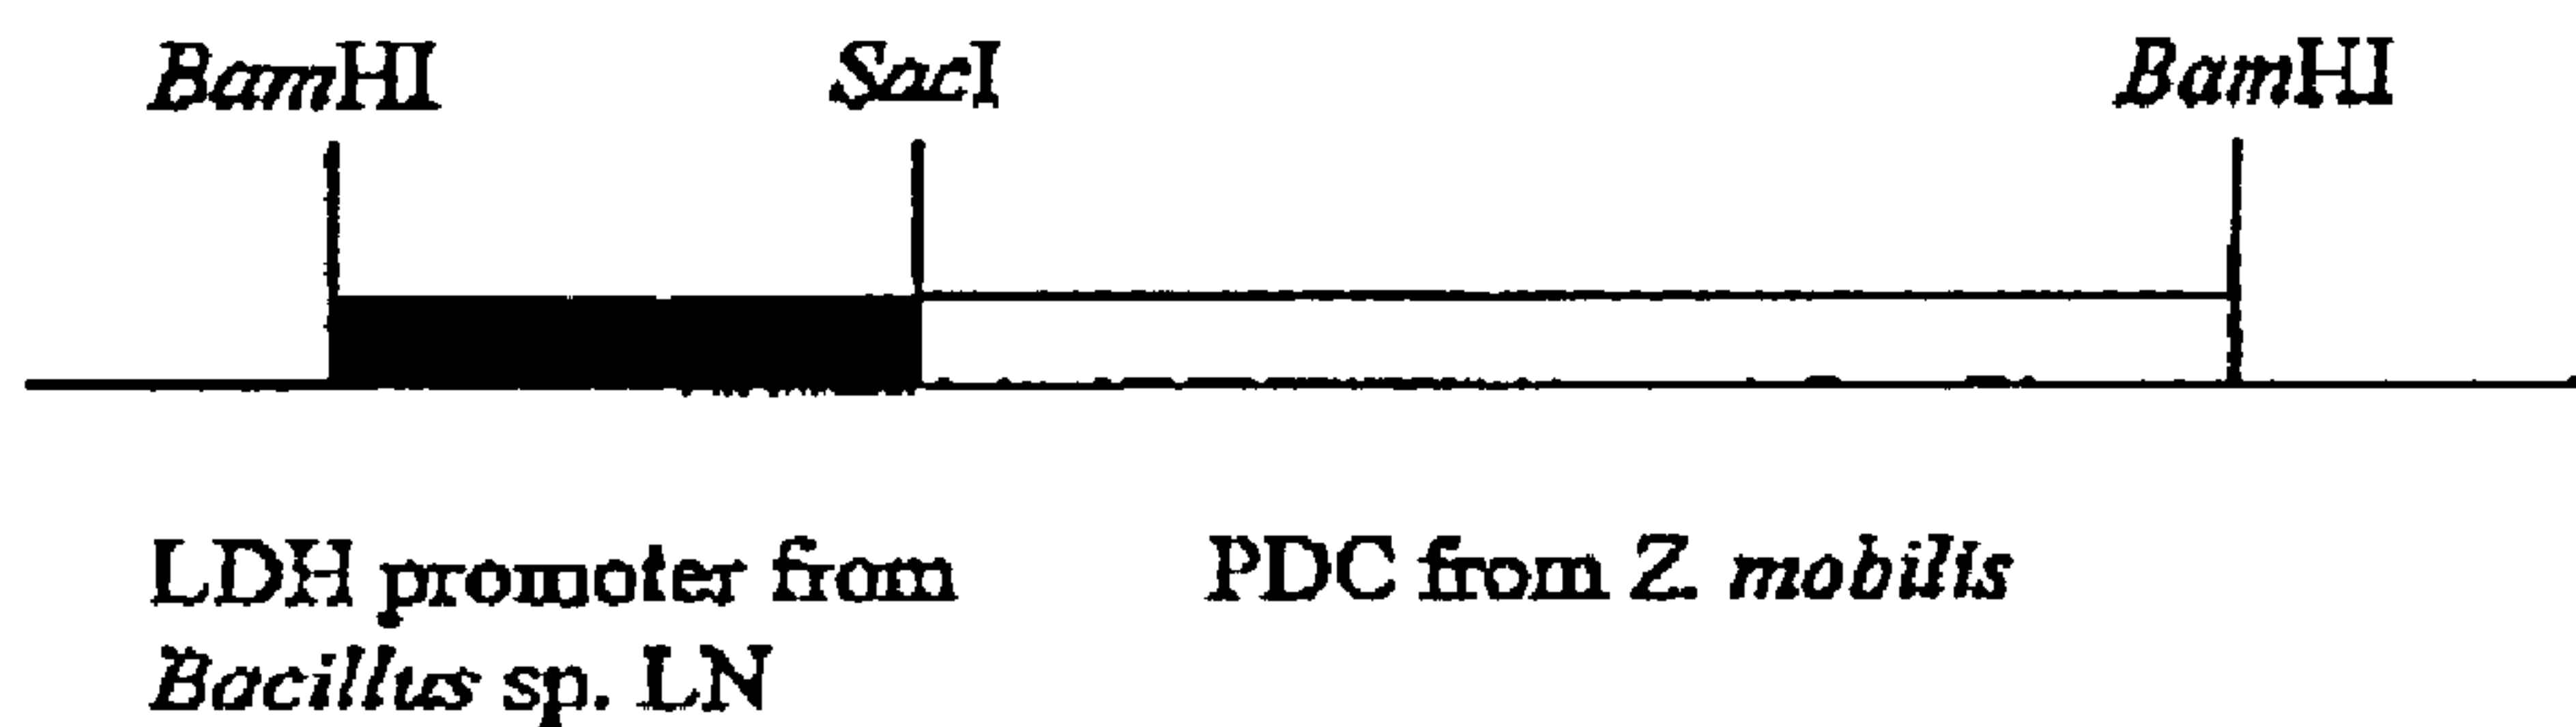 BamHI SacI BamHI
LDH promoter from PDC from Z. mobilis
Bacillus sp. LN